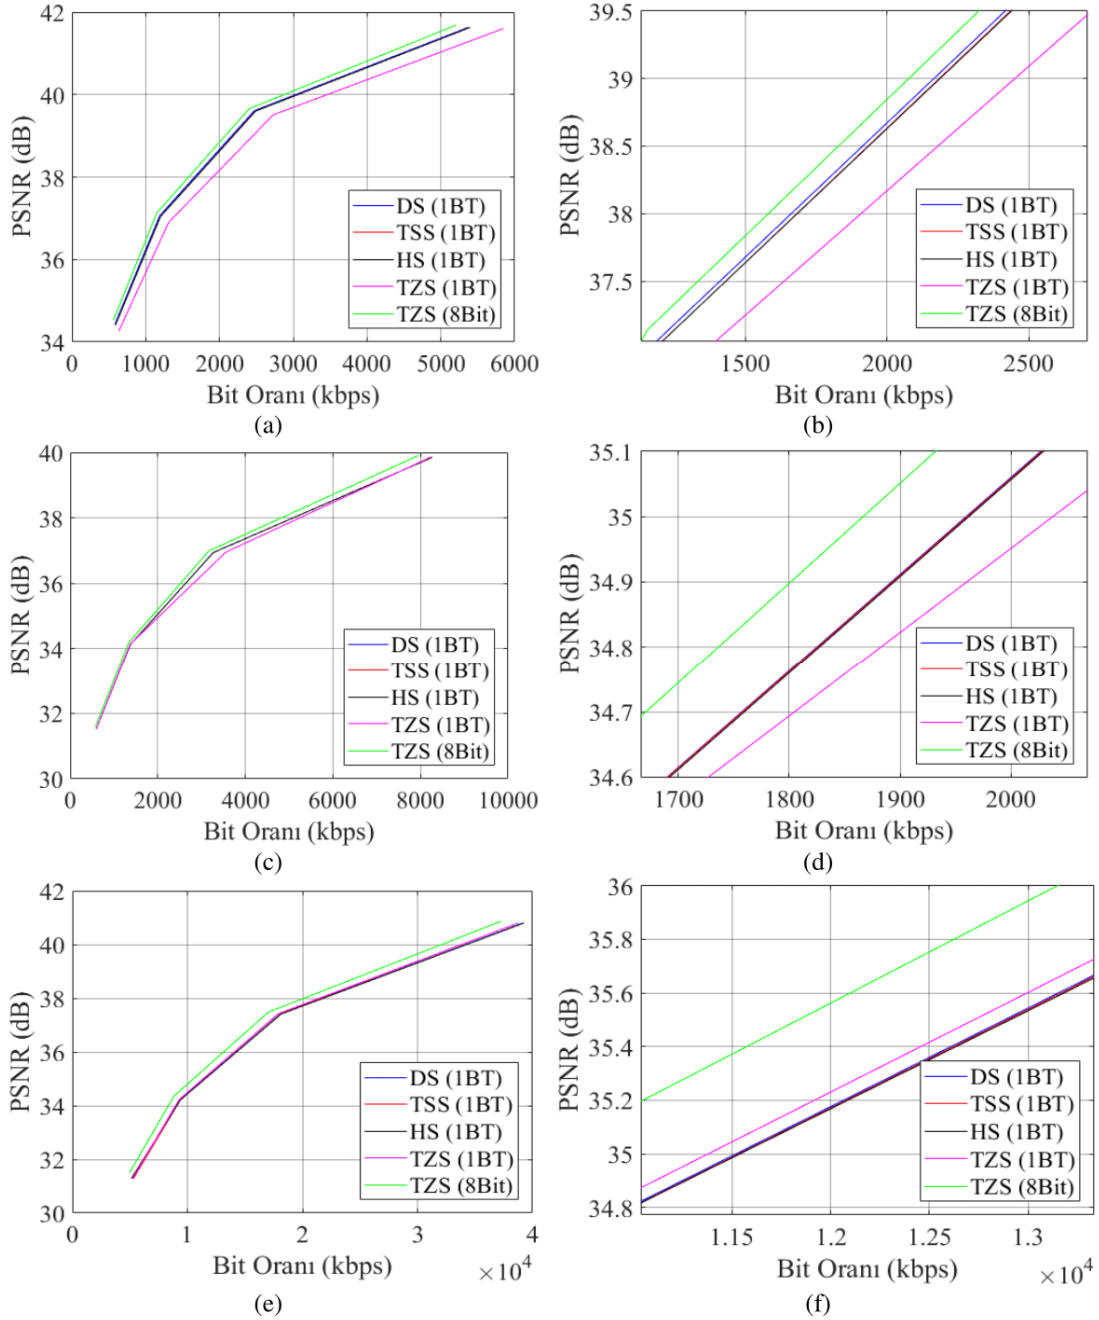 42
40
38
36
34
PSNR (dB)
0 1000 2000 3000 4000 5000 6000
Bit Oranı (kbps)
DS (1BT)
TSS (1BT)
HS (1BT)
TZS (1BT)
TZS (8Bit)
(a)
39.5
39
38.5
38
37.5
PSNR (dB)
1500 2000 2500
Bit Oranı (kbps)
DS (1BT)
TSS (1BT)
HS (1BT)
TZS (1BT)
TZS (8Bit)
(b)
40
38
36
34
32
30
PSNR (dB)
0 2000 4000 6000 8000 10000
Bit Oranı (kbps)
DS (1BT)
TSS (1BT)
HS (1BT)
TZS (1BT)
TZS (8Bit)
(c)
35.1
35
34.9
34.8
34.7
34.6
PSNR (dB)
1700 1800 1900 2000
Bit Oranı (kbps)
DS (1BT)
TSS (1BT)
HS (1BT)
TZS (1BT)
TZS (8Bit)
(d)
42
40
38
36
34
32
30
PSNR (dB)
0 1 2 3 4
Bit Oranı (kbps)
×10⁴
DS (1BT)
TSS (1BT)
HS (1BT)
TZS (1BT)
TZS (8Bit)
(e)
36
35.8
35.6
35.4
35.2
35
34.8
PSNR (dB)
1.15 1.2 1.25 1.3
Bit Oranı (kbps)
×10⁴
DS (1BT)
TSS (1BT)
HS (1BT)
TZS (1BT)
TZS (8Bit)
(f)